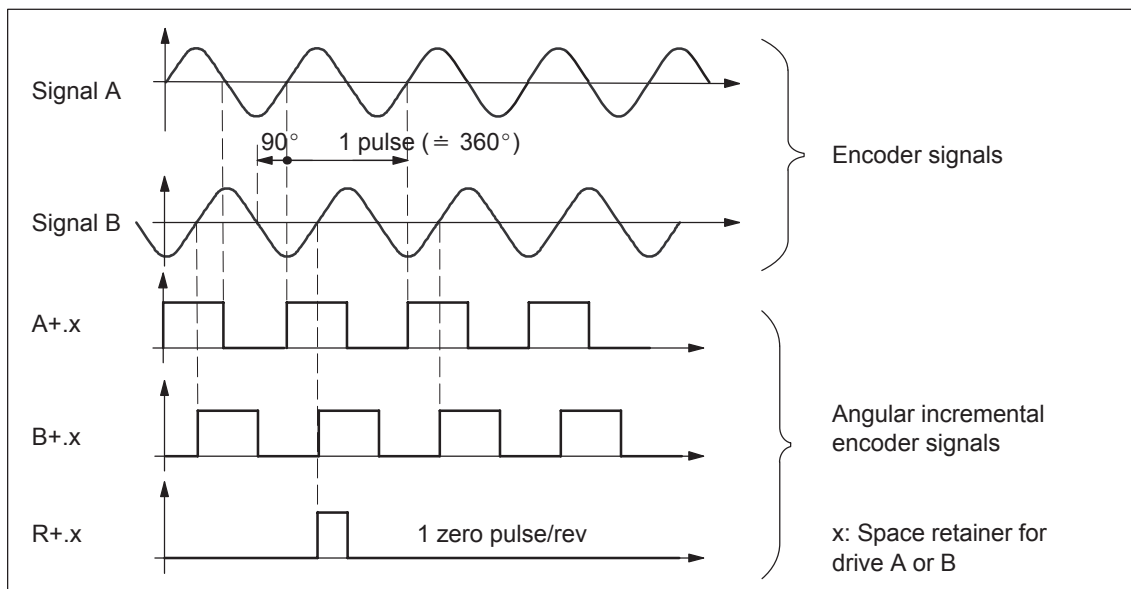 Signal A
90° 1 pulse (≐ 360°)
Encoder signals
Signal B
A+.x
B+.x
Angular incremental
encoder signals
R+.x
1 zero pulse/rev
x: Space retainer for
drive A or B